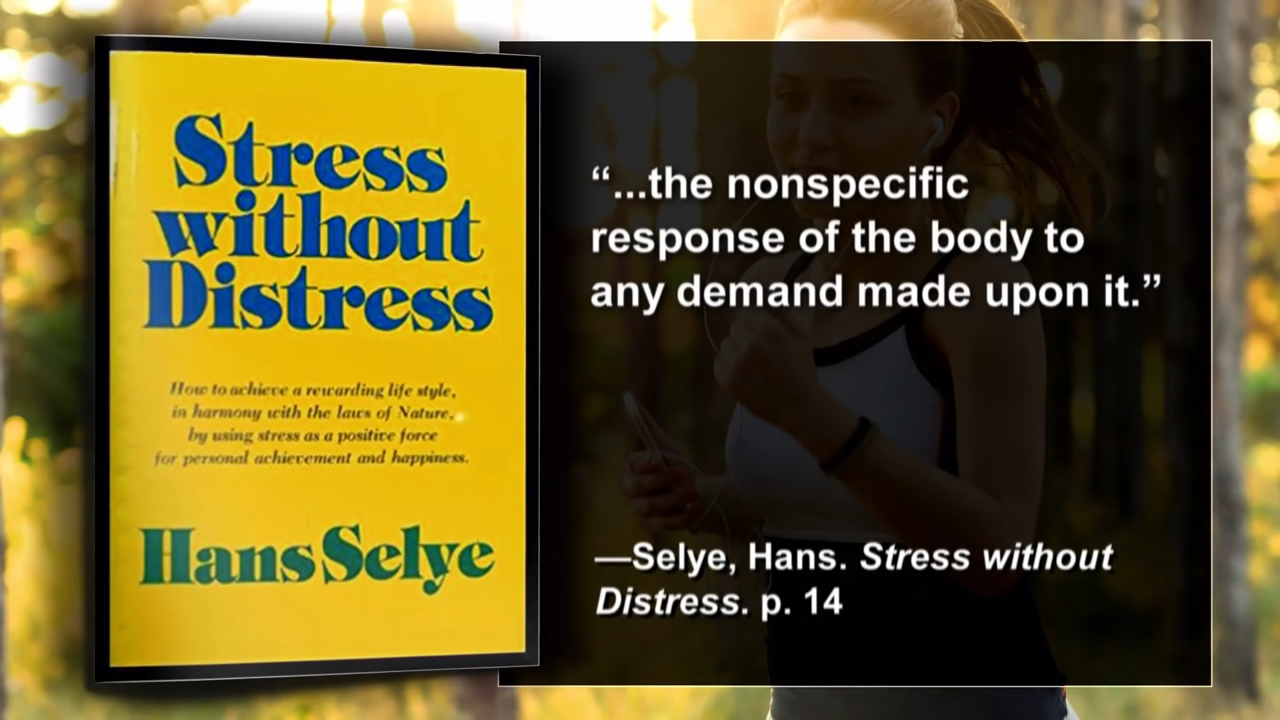 Stress
without
Distress
How to achieve a rewarding life style,
in harmony with the laws of Nature,
by using stress as a positive force
for personal achievement and happiness.
Hans Selye
“...the nonspecific
response of the body to
any demand made upon it.”
—Selye, Hans. Stress without
Distress. p. 14